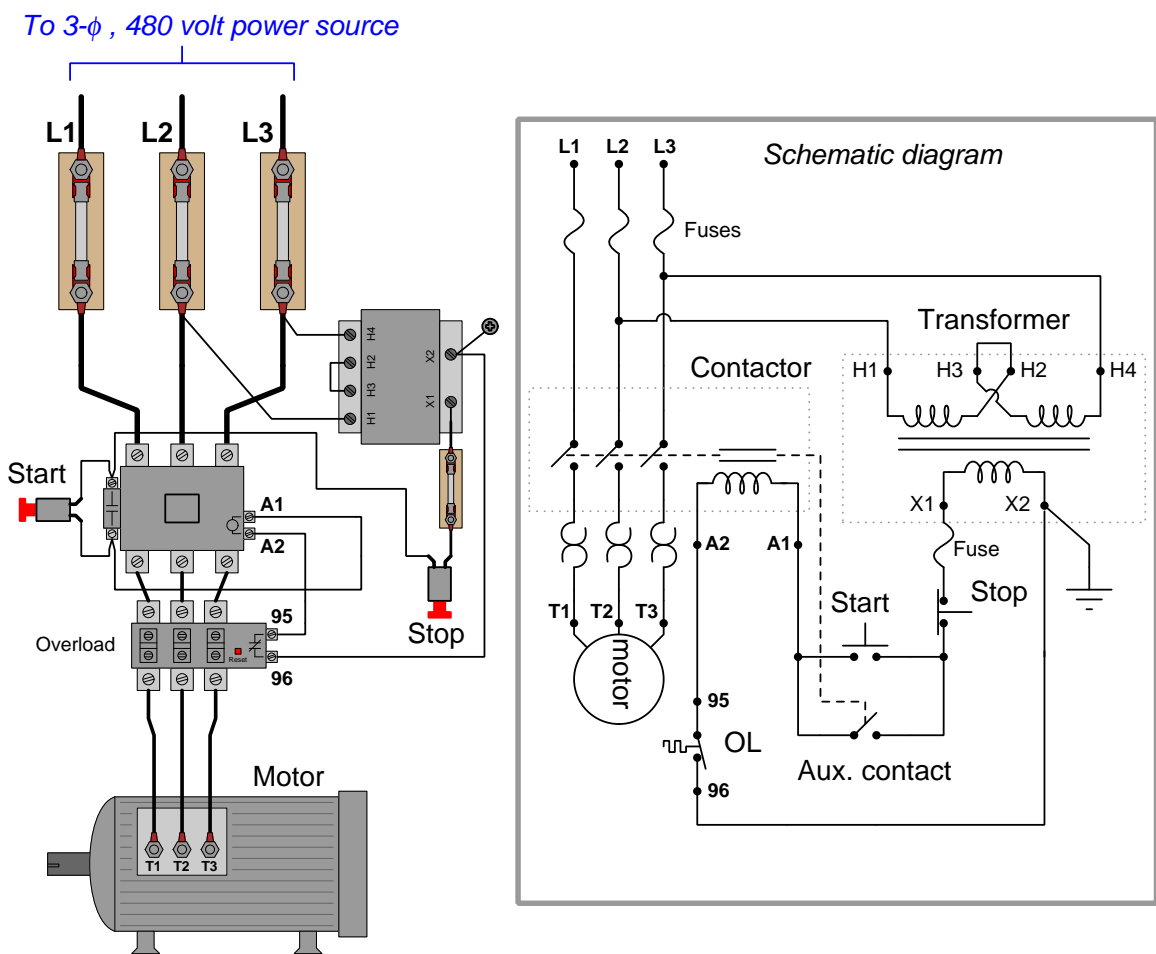 To 3-ϕ , 480 volt power source
L1 L2 L3
H4
H2
H3
H1
X2
X1
Start
A1
A2
Stop
Overload
95
Reset
96
Motor
T1 T2 T3
Schematic diagram
L1 L2 L3
Fuses
Transformer
Contactor
H1 H3 H2 H4
X1 X2
Fuse
A2 A1
Start
Stop
T1 T2 T3
motor
95
OL
Aux. contact
96